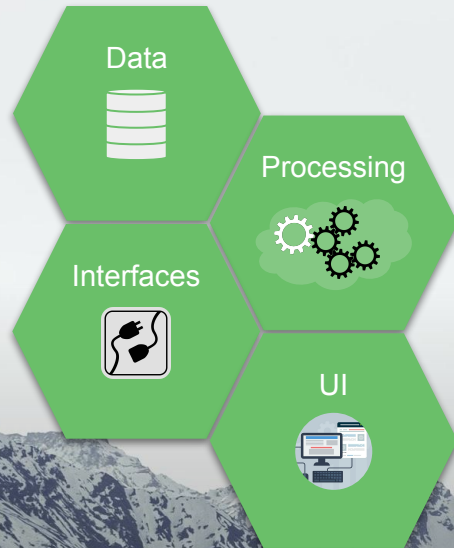 Data
Processing
Interfaces
UI